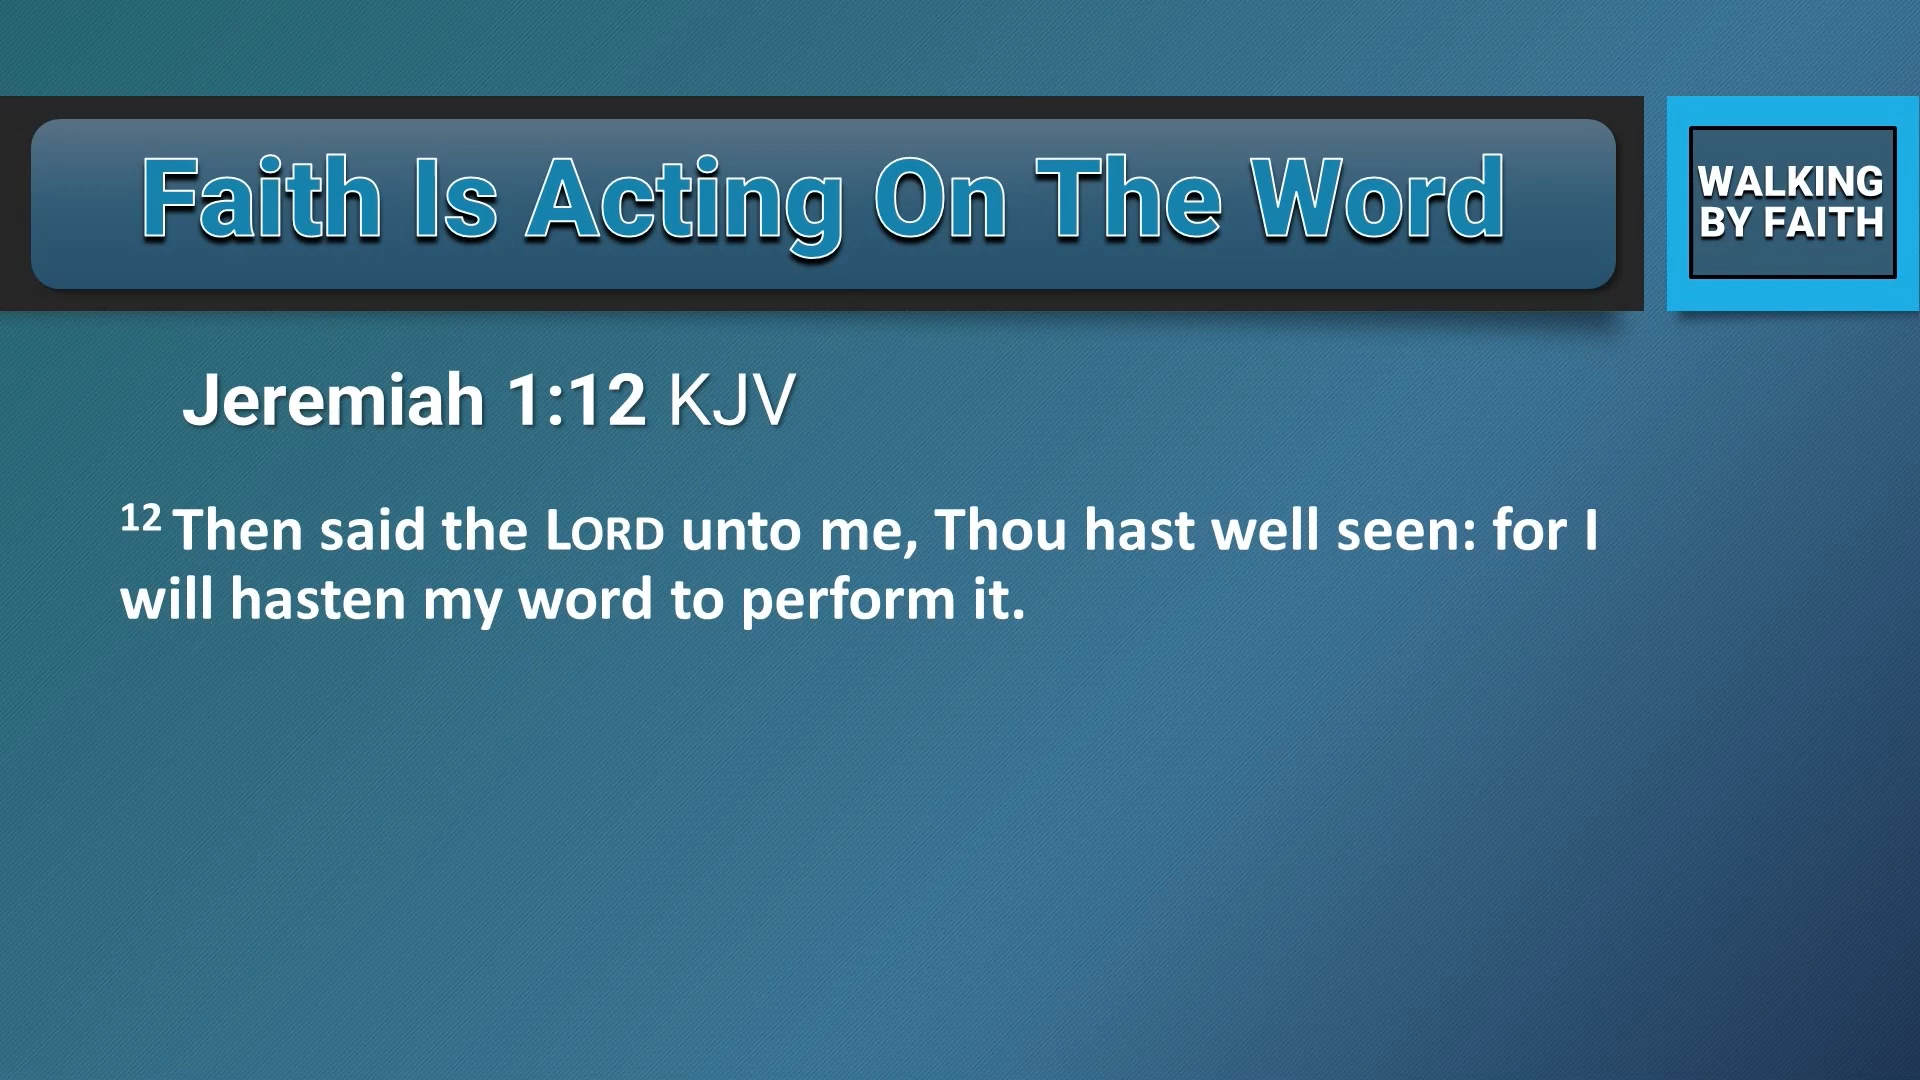 Faith Is Acting On The Word
WALKING
BY FAITH
Jeremiah 1:12 KJV
12 Then said the LORD unto me, Thou hast well seen: for I
will hasten my word to perform it.